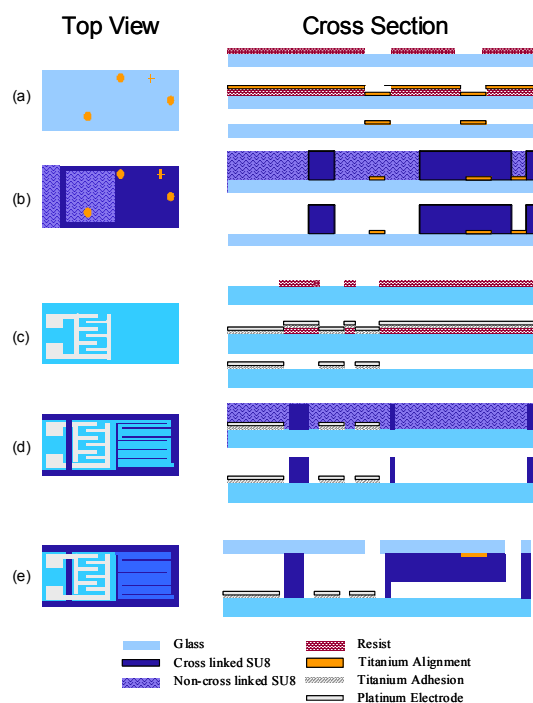 Top View
Cross Section
(a)
(b)
(c)
(d)
(e)
Glass
Cross linked SU8
Non-cross linked SU8
Resist
Titanium Alignment
Titanium Adhesion
Platinum Electrode